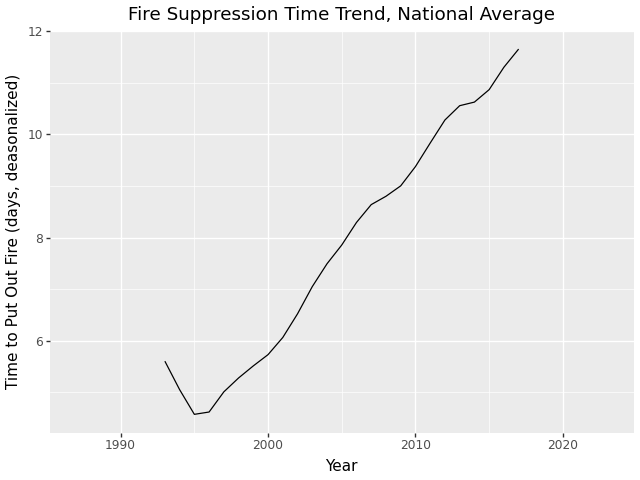 Fire Suppression Time Trend, National Average
Time to Put Out Fire (days, deasonalized)
12
10
8
6
1990
2000
2010
2020
Year